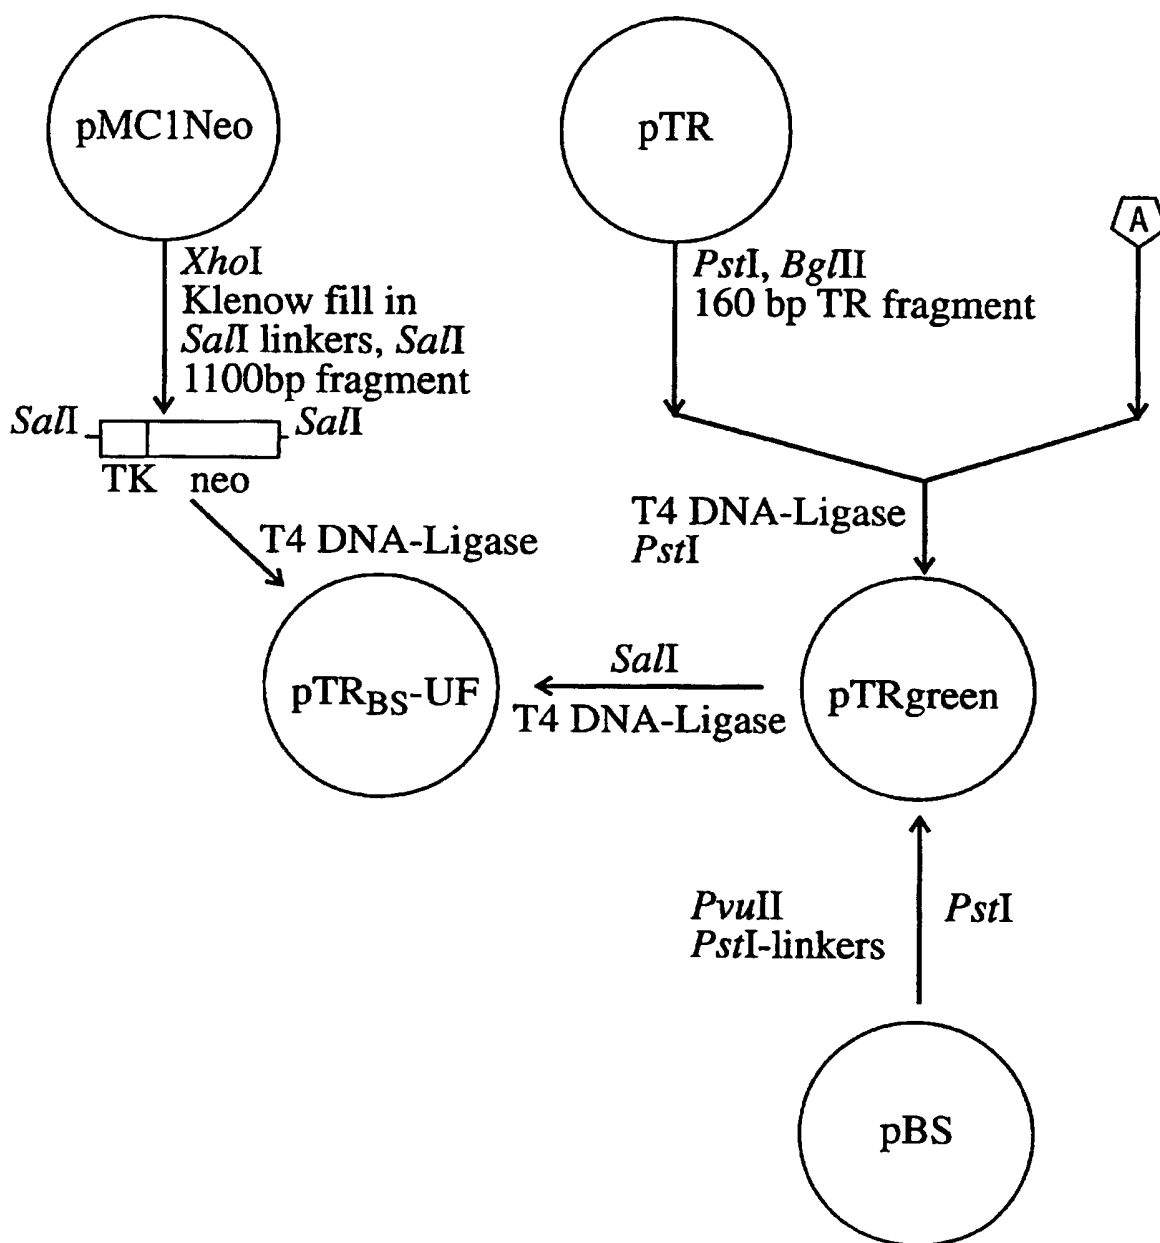 pMC1Neo
pTR
A
XhoI
Klenow fill in
SalI linkers, SalI
1100bp fragment
PstI, BglII
160 bp TR fragment
SalI
SalI
TK neo
T4 DNA-Ligase
T4 DNA-Ligase
PstI
pTRBS-UF
SalI
T4 DNA-Ligase
pTRgreen
PvuII
PstI-linkers
PstI
pBS